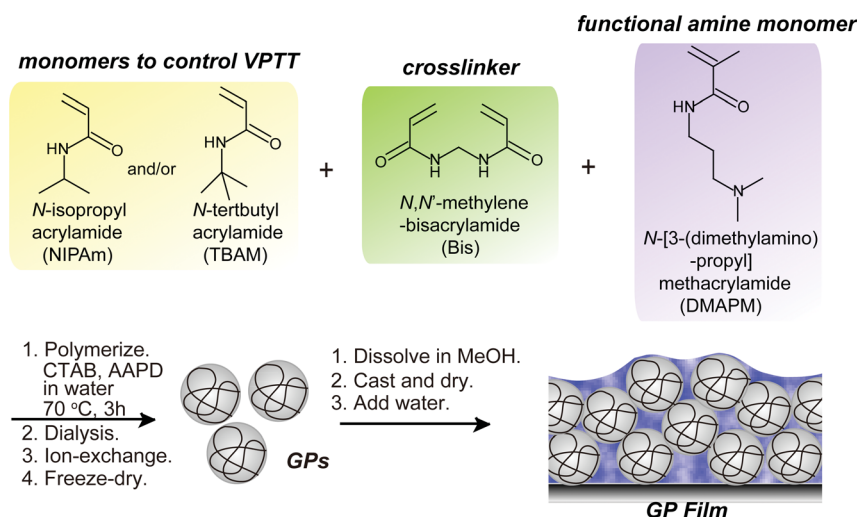 functional amine monomer
monomers to control VPTT
crosslinker
HN
O
and/or
HN
O
N-isopropyl
acrylamide
(NIPAm)
N-tertbutyl
acrylamide
(TBAM)
+
O
N
H
N
H
O
N,N'-methylene
-bisacrylamide
(Bis)
+
HN
O
N
N-[3-(dimethylamino)
-propyl]
methacrylamide
(DMAPM)
1. Polymerize.
CTAB, AAPD
in water
70 °C, 3h
2. Dialysis.
3. Ion-exchange.
4. Freeze-dry.
GPs
1. Dissolve in MeOH.
2. Cast and dry.
3. Add water.
GP Film